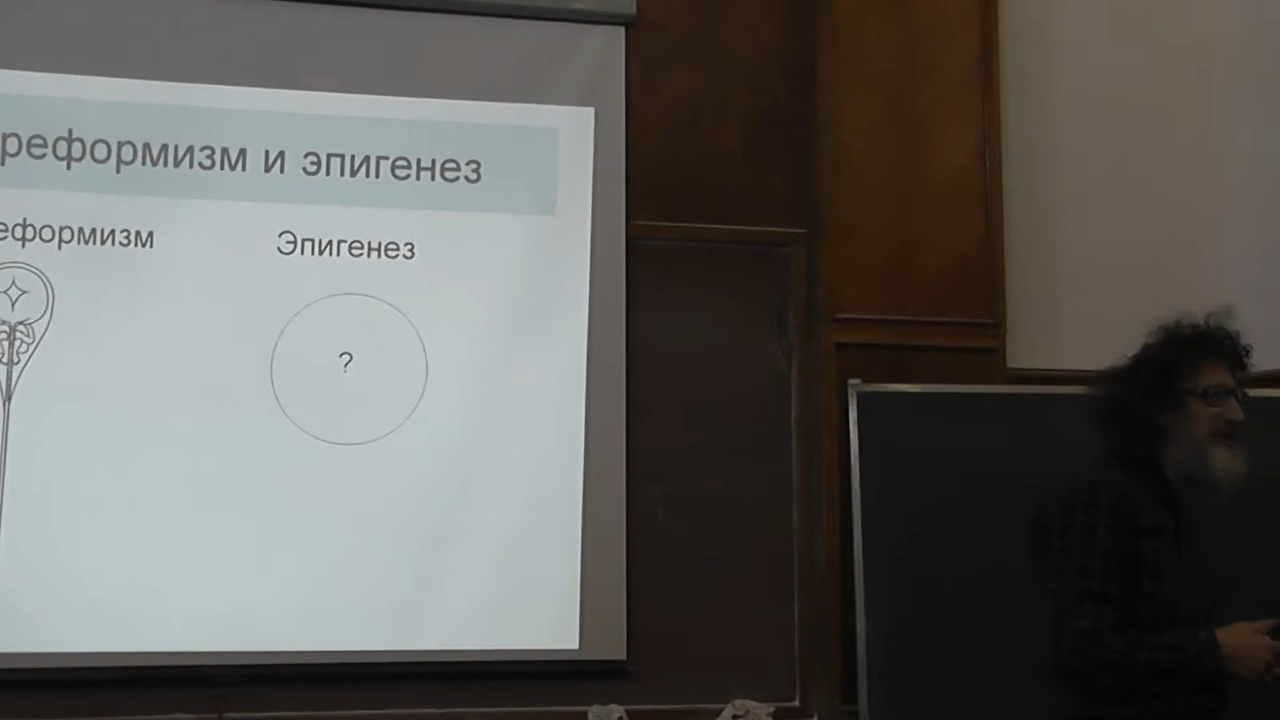 реформизм и эпигенез
еформизм
Эпигенез
?